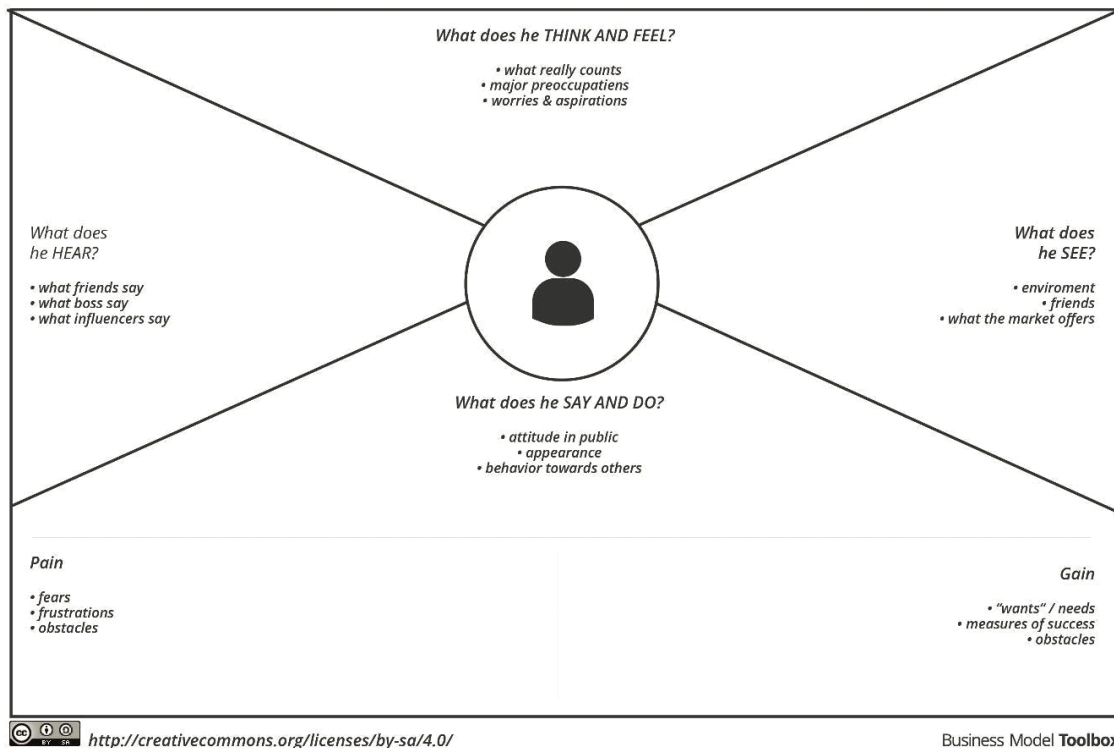 What does he THINK AND FEEL?
• what really counts
• major preoccupatiens
• worries & aspirations
What does
he HEAR?
• what friends say
• what boss say
• what influencers say
What does
he SEE?
• enviroment
• friends
• what the market offers
What does he SAY AND DO?
• attitude in public
• appearance
• behavior towards others
Pain
• fears
• frustrations
• obstacles
Gain
• “wants” / needs
• measures of success
• obstacles
cc
BY SA
http://creativecommons.org/licenses/by-sa/4.0/
Business Model Toolbox